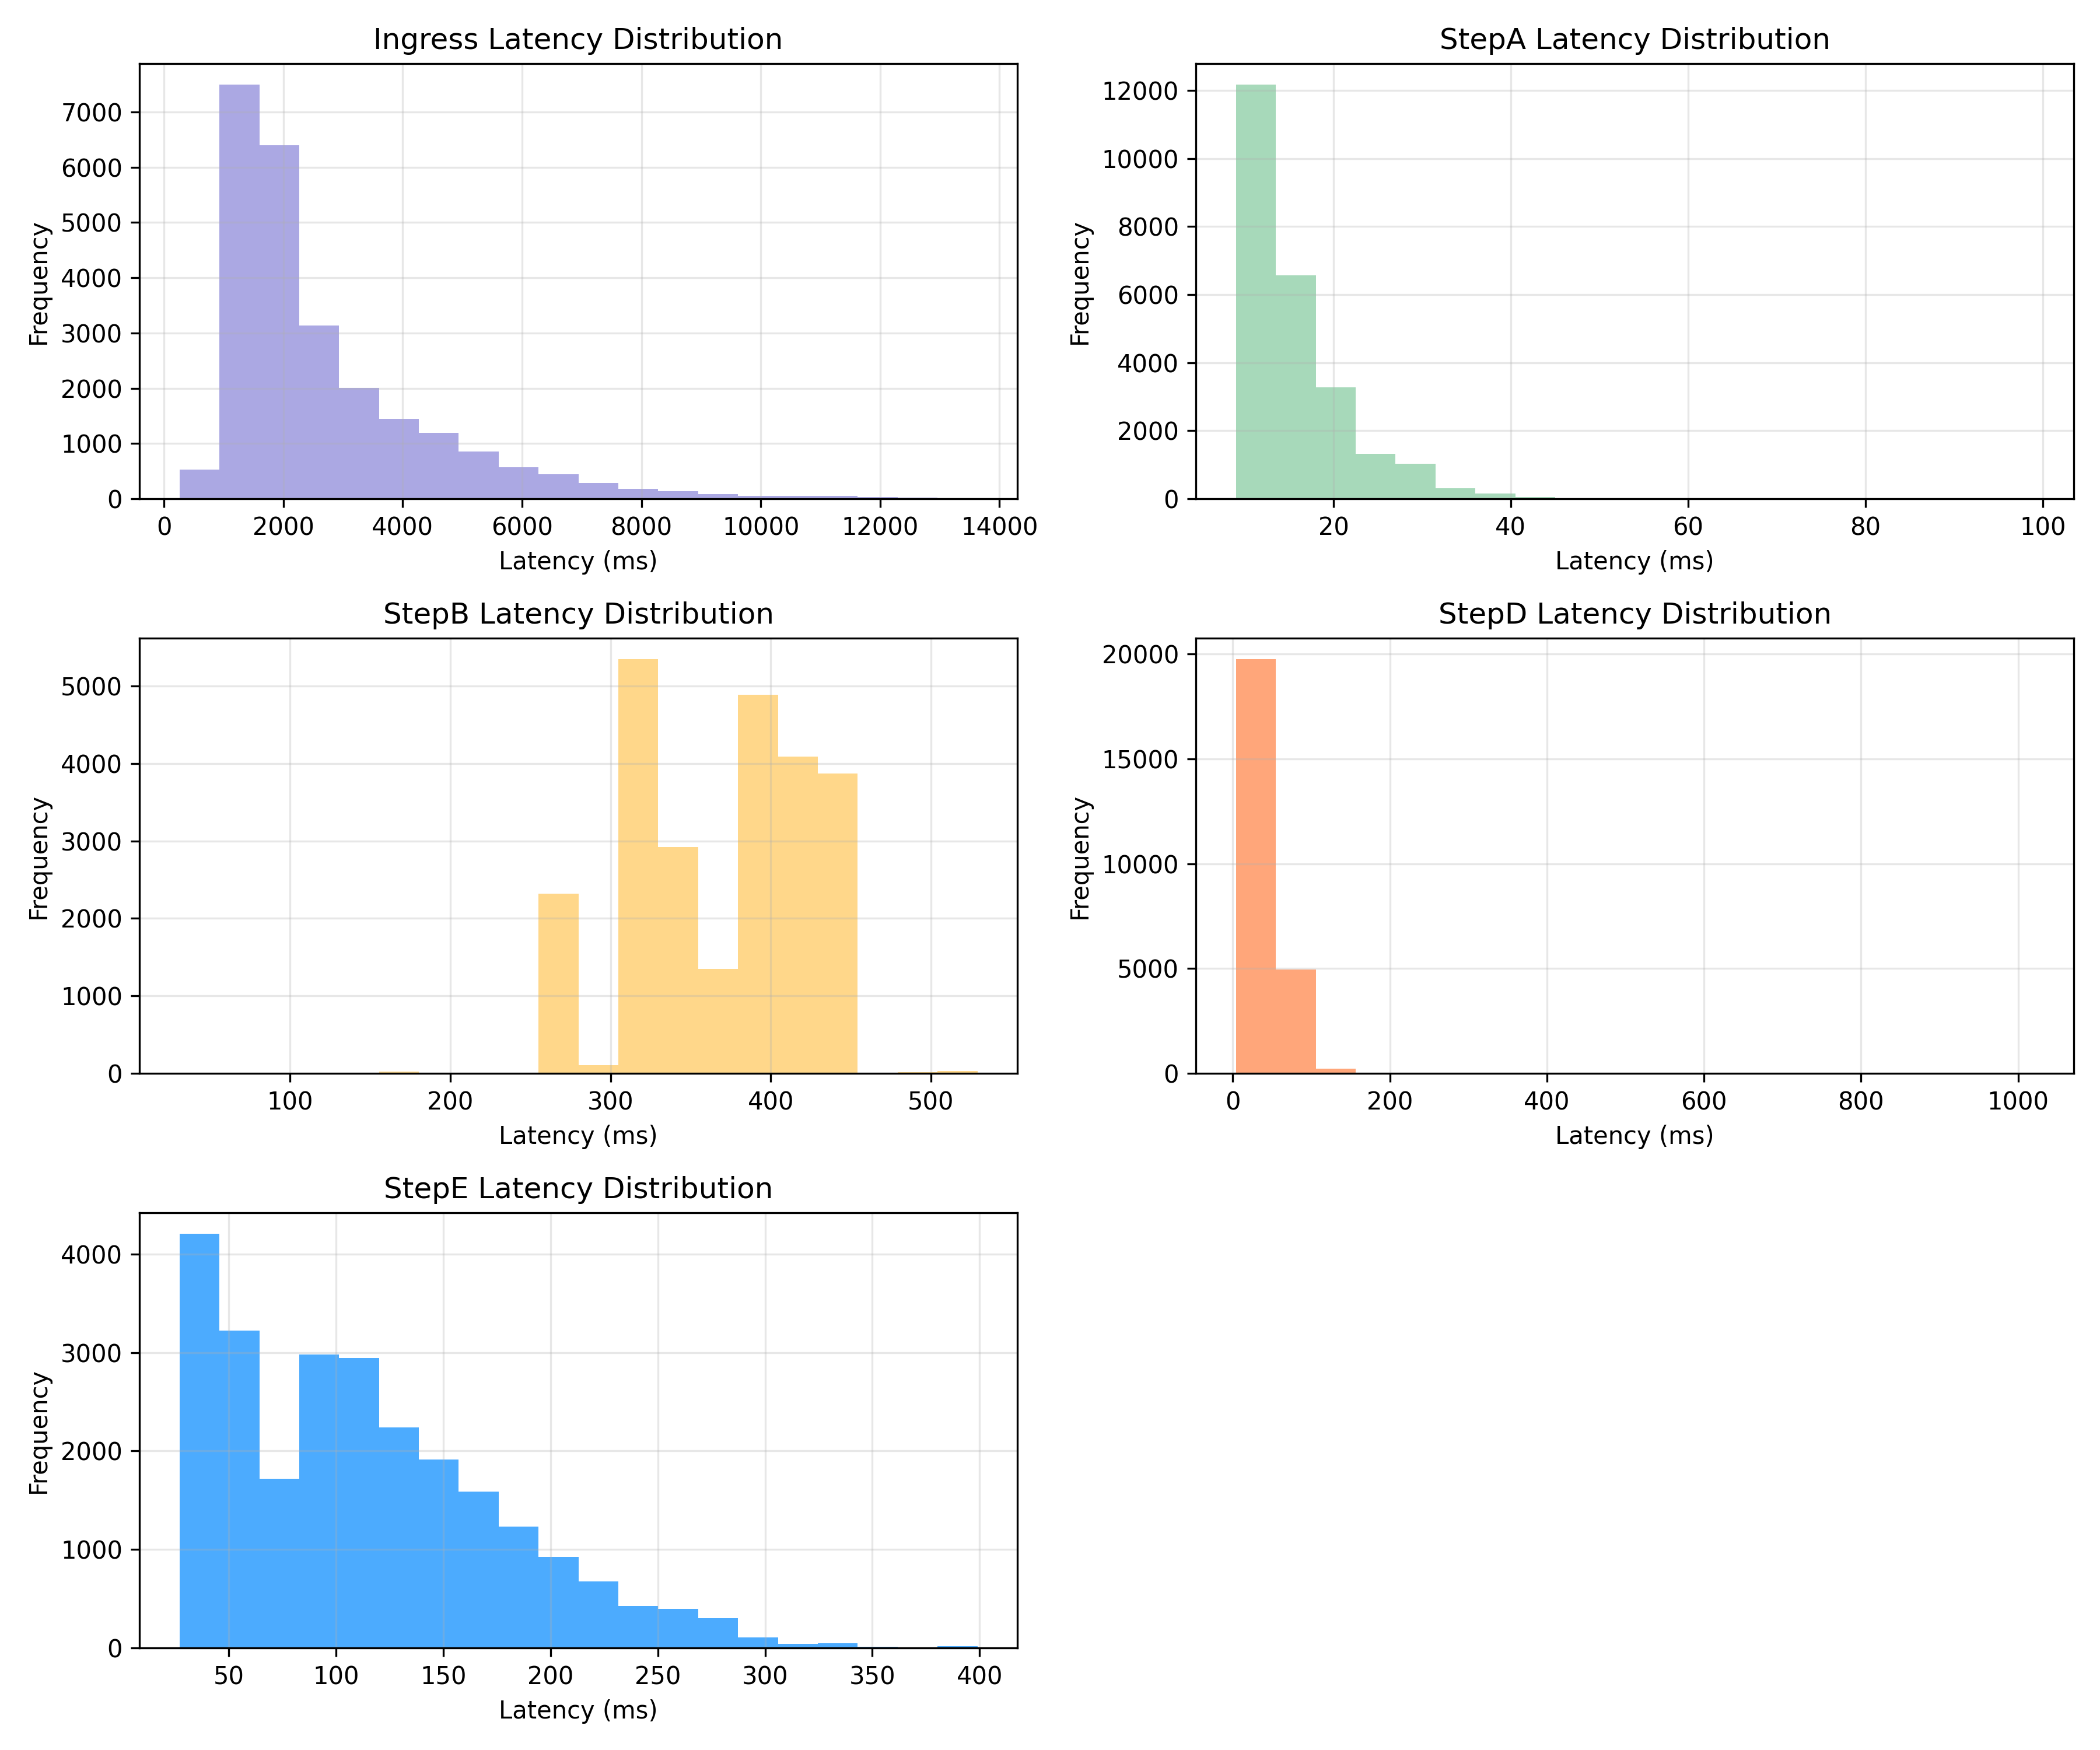 Ingress Latency Distribution
Frequency
7000
6000
5000
4000
3000
2000
1000
0
0 2000 4000 6000 8000 10000 12000 14000
Latency (ms)
StepA Latency Distribution
Frequency
12000
10000
8000
6000
4000
2000
0
20 40 60 80 100
Latency (ms)
StepB Latency Distribution
Frequency
5000
4000
3000
2000
1000
0
100 200 300 400 500
Latency (ms)
StepD Latency Distribution
Frequency
20000
15000
10000
5000
0
0 200 400 600 800 1000
Latency (ms)
StepE Latency Distribution
Frequency
4000
3000
2000
1000
0
50 100 150 200 250 300 350 400
Latency (ms)